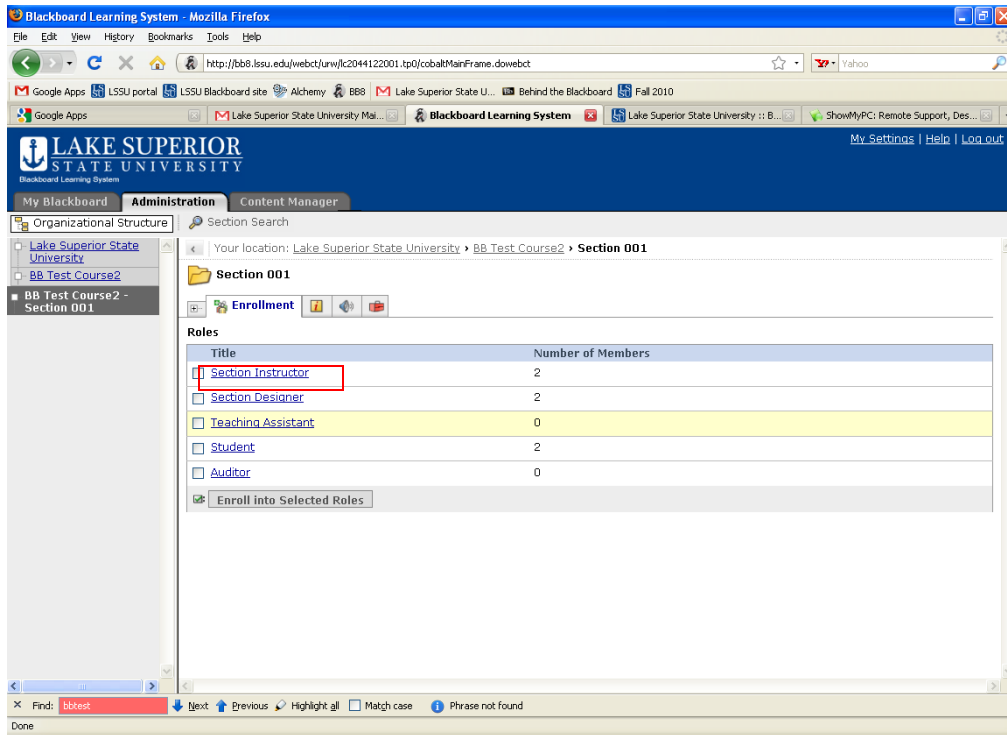 Blackboard Learning System - Mozilla Firefox
File Edit View History Bookmarks Tools Help
http://bb8.lssu.edu/webct/urw/lc2044122001.tp0/cobaltMainFrame.dowebct Yahoo
Google Apps LSSU portal LSSU Blackboard site Alchemy BB8 Lake Superior State U... Behind the Blackboard Fall 2010
Google Apps Lake Superior State University Mai... Blackboard Learning System Lake Superior State University :: B... ShowMyPC: Remote Support, Des...
My Settings | Help | Log out
LAKE SUPERIOR
STATE UNIVERSITY
Blackboard Learning System
My Blackboard Administration Content Manager
Organizational Structure Section Search
Lake Superior State
University
BB Test Course2
BB Test Course2 -
Section 001
Your location: Lake Superior State University › BB Test Course2 › Section 001
Section 001
Enrollment
Roles
Title Number of Members
Section Instructor 2
Section Designer 2
Teaching Assistant 0
Student 2
Auditor 0
Enroll into Selected Roles
Find: bbtest Next Previous Highlight all Match case Phrase not found
Done